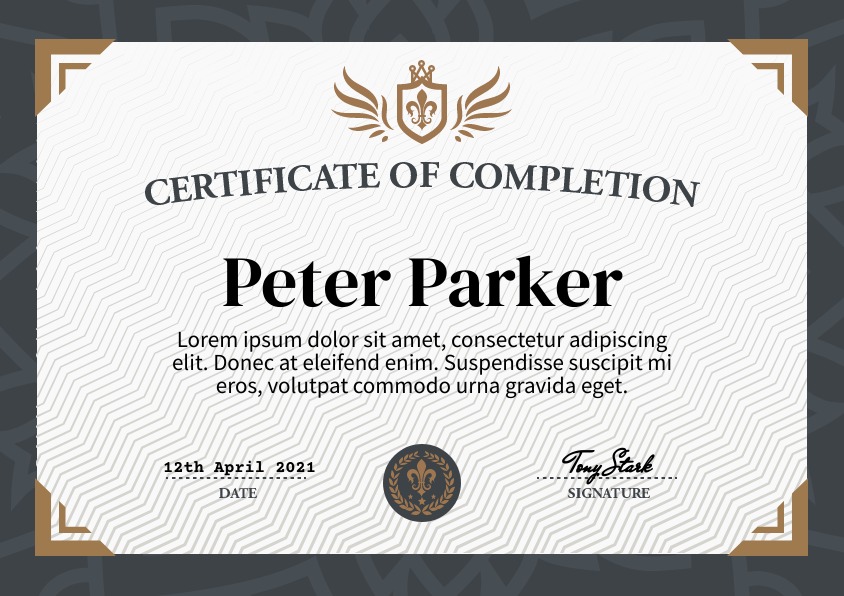 CERTIFICATE OF COMPLETION
Peter Parker
Lorem ipsum dolor sit amet, consectetur adipiscing
elit. Donec at eleifend enim. Suspendisse suscipit mi
eros, volutpat commodo urna gravida eget.
12th April 2021
DATE
Tony Stark
SIGNATURE